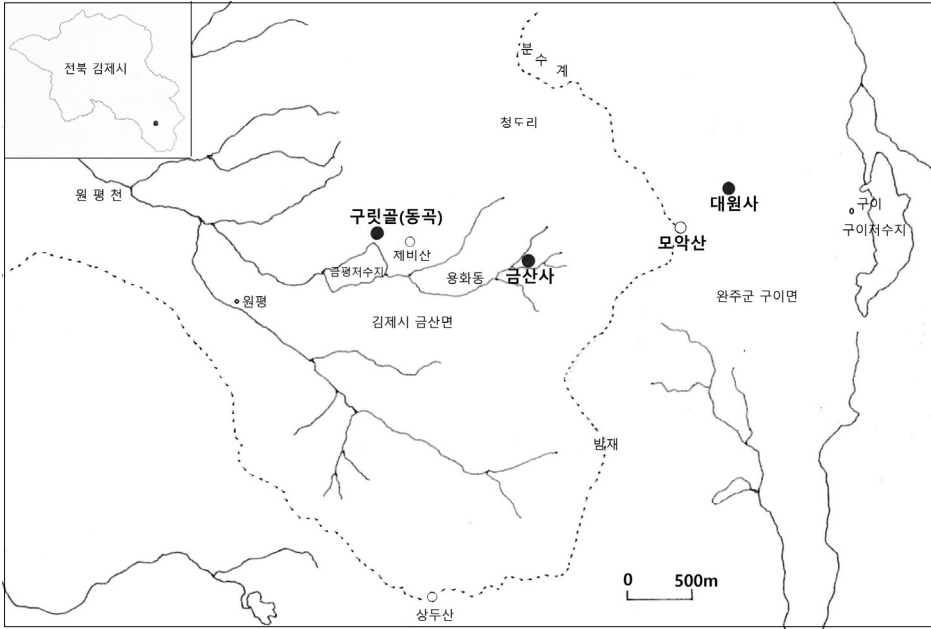 전북 김제시
분수계
청도리
원평천
구릿골(동곡)
제비산
금평저수지
용화동
금산사
대원사
모악산
구이
구이저수지
원평
김제시 금산면
완주군 구이면
밤재
0 500m
상두산